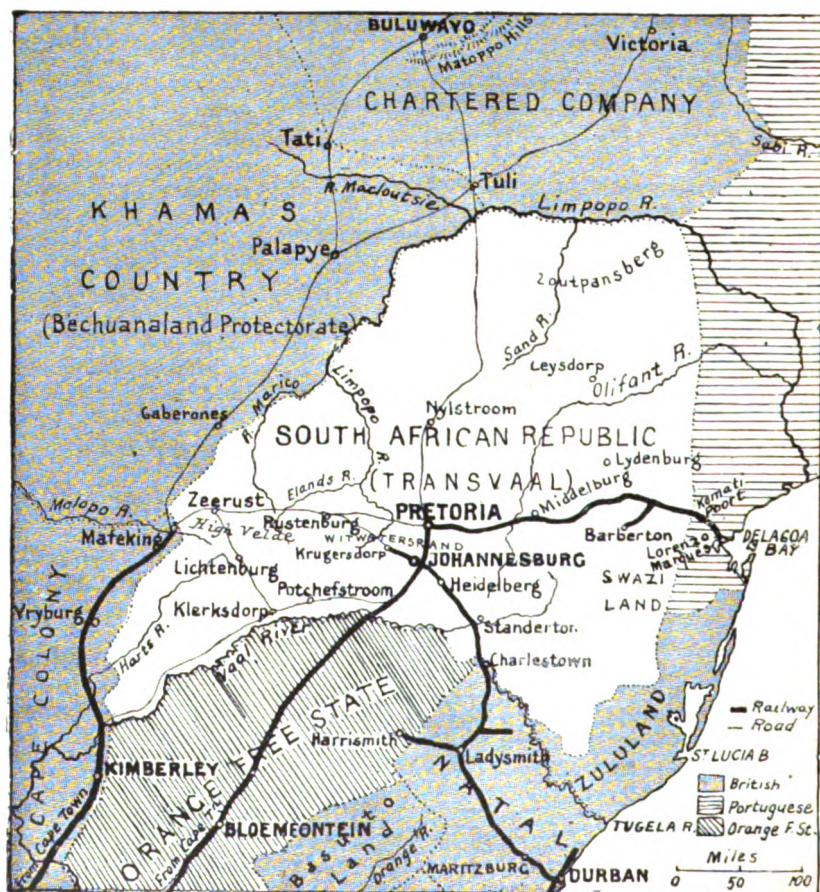 BULUWAYO
Matoppo Hills
Victoria
CHARTERED COMPANY
Tati
Sabi R.
R. Macloutsie
Tuli
KHAMA'S
Limpopo R.
Palapye
COUNTRY
Zoutpansberg
(Bechuanaland Protectorate)
Sand R.
Leysdorp
Olifant R.
R. Marico
Limpopo R.
Gaberones
Nylstroom
SOUTH AFRICAN REPUBLIC
(TRANSVAAL)
Lydenburg
Elands R.
Molopo R.
Zeerust
PRETORIA
Middelburg
Komati
Poort
Mafeking
High Velde
Rustenburg
WITWATERSRAND
Krugersdorp
JOHANNESBURG
Barberton
Lorenzo
Marques
DELAGOA
BAY
Lichtenburg
Potchefstroom
Heidelberg
SWAZI
LAND
Vryburg
Klerksdorp
Harts R.
Vaal River
Standerton
Charlestown
CAPE COLONY
ORANGE FREE STATE
Railway
Road
Harrismith
Ladysmith
ZULULAND
ST LUCIA B
KIMBERLEY
British
Portuguese
Orange F. St.
NATAL
TUGELA R.
BLOEMFONTEIN
From Cape Town
From Cape Tn.
Basuto
Land
Orange R.
MARITZBURG
DURBAN
Miles
0 50 100